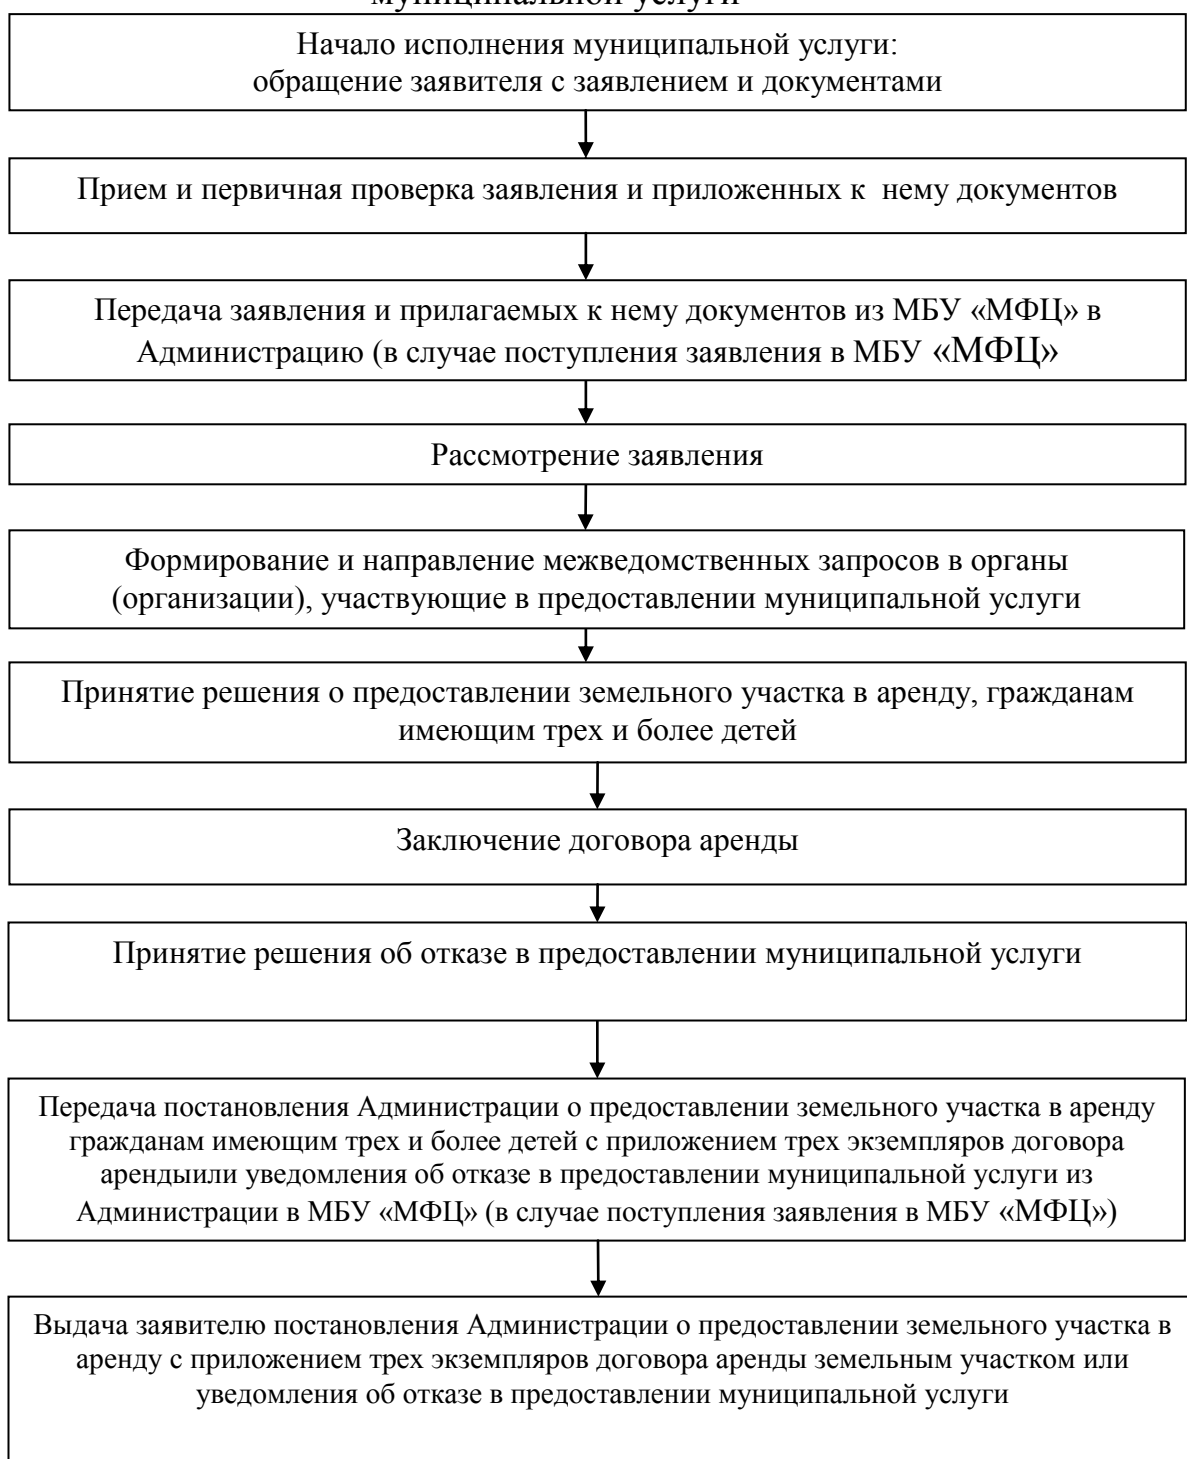 муниципальной услуги
Начало исполнения муниципальной услуги:
обращение заявителя с заявлением и документами
Прием и первичная проверка заявления и приложенных к нему документов
Передача заявления и прилагаемых к нему документов из МБУ «МФЦ» в
Администрацию (в случае поступления заявления в МБУ «МФЦ»
Рассмотрение заявления
Формирование и направление межведомственных запросов в органы
(организации), участвующие в предоставлении муниципальной услуги
Принятие решения о предоставлении земельного участка в аренду, гражданам
имеющим трех и более детей
Заключение договора аренды
Принятие решения об отказе в предоставлении муниципальной услуги
Передача постановления Администрации о предоставлении земельного участка в аренду
гражданам имеющим трех и более детей с приложением трех экземпляров договора
арендыили уведомления об отказе в предоставлении муниципальной услуги из
Администрации в МБУ «МФЦ» (в случае поступления заявления в МБУ «МФЦ»)
Выдача заявителю постановления Администрации о предоставлении земельного участка в
аренду с приложением трех экземпляров договора аренды земельным участком или
уведомления об отказе в предоставлении муниципальной услуги